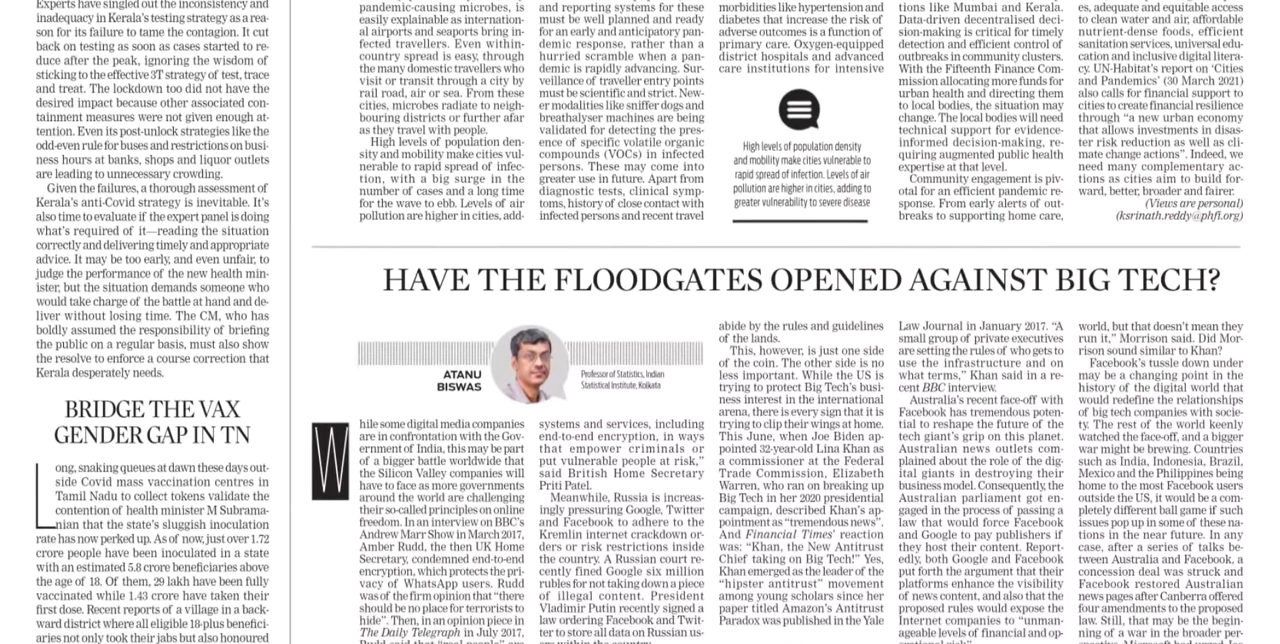 Experts have singled out the inconsistency and
inadequacy in Kerala's testing strategy as a rea-
son for its failure to tame the contagion. It cut
back on testing as soon as cases started to re-
duce after the peak, ignoring the wisdom of
sticking to the effective 3T strategy of test, trace
and treat. The lockdown too did not have the
desired impact because other associated con-
tainment measures were not given enough at-
tention. Even its post-unlock strategies like the
odd-even rule for buses and restrictions on busi-
ness hours at banks, shops and liquor outlets
are leading to unnecessary crowding.
Given the failures, a thorough assessment of
Kerala's anti-Covid strategy is inevitable. It's
also time to evaluate if the expert panel is doing
what's required of it—reading the situation
correctly and delivering timely and appropriate
advice. It may be too early, and even unfair, to
judge the performance of the new health min-
ister, but the situation demands someone who
would take charge of the battle at hand and de-
liver without losing time. The CM, who has
boldly assumed the responsibility of briefing
the public on a regular basis, must also show
the resolve to enforce a course correction that
Kerala desperately needs.
BRIDGE THE VAX
GENDER GAP IN TN
Long, snaking queues at dawn these days out-
side Covid mass vaccination centres in
Tamil Nadu to collect tokens validate the
contention of health minister M Subrama-
nian that the state's sluggish inoculation
rate has now perked up. As of now, just over 1.72
crore people have been inoculated in a state
with an estimated 5.8 crore beneficiaries above
the age of 18. Of them, 29 lakh have been fully
vaccinated while 1.43 crore have taken their
first dose. Recent reports of a village in a back-
ward district where all eligible 18-plus benefici-
aries not only took their jabs but also honoured
pandemic-causing microbes, is
easily explainable as internation-
al airports and seaports bring in-
fected travellers. Even within-
country spread is easy, through
the many domestic travellers who
visit or transit through a city by
rail road, air or sea. From these
cities, microbes radiate to neigh-
bouring districts or further afar
as they travel with people.
High levels of population den-
sity and mobility make cities vul-
nerable to rapid spread of infec-
tion, with a big surge in the
number of cases and a long time
for the wave to ebb. Levels of air
pollution are higher in cities, add-
and reporting systems for these
must be well planned and ready
for an early and anticipatory pan-
demic response, rather than a
hurried scramble when a pan-
demic is rapidly advancing. Sur-
veillance of traveller entry points
must be scientific and strict. New-
er modalities like sniffer dogs and
breathalyser machines are being
validated for detecting the pres-
ence of specific volatile organic
compounds (VOCs) in infected
persons. These may come into
greater use in future. Apart from
diagnostic tests, clinical symp-
toms, history of close contact with
infected persons and recent travel
morbidities like hypertension and
diabetes that increase the risk of
adverse outcomes is a function of
primary care. Oxygen-equipped
district hospitals and advanced
care institutions for intensive
High levels of population density
and mobility make cities vulnerable to
rapid spread of infection. Levels of air
pollution are higher in cities, adding to
greater vulnerability to severe disease
tions like Mumbai and Kerala.
Data-driven decentralised deci-
sion-making is critical for timely
detection and efficient control of
outbreaks in community clusters.
With the Fifteenth Finance Com-
mission allocating more funds for
urban health and directing them
to local bodies, the situation may
change. The local bodies will need
technical support for evidence-
informed decision-making, re-
quiring augmented public health
expertise at that level.
Community engagement is piv-
otal for an efficient pandemic re-
sponse. From early alerts of out-
breaks to supporting home care,
es, adequate and equitable access
to clean water and air, affordable
nutrient-dense foods, efficient
sanitation services, universal edu-
cation and inclusive digital litera-
cy. UN-Habitat's report on 'Cities
and Pandemics' (30 March 2021)
also calls for financial support to
cities to create financial resilience
through "a new urban economy
that allows investments in disas-
ter risk reduction as well as cli-
mate change actions". Indeed, we
need many complementary ac-
tions as cities aim to build for-
ward, better, broader and fairer.
(Views are personal)
(ksrinath.reddy@phfi.org)
HAVE THE FLOODGATES OPENED AGAINST BIG TECH?
ATANU
BISWAS
Professor of Statistics, Indian
Statistical Institute, Kolkata
While some digital media companies
are in confrontation with the Gov-
ernment of India, this may be part
of a bigger battle worldwide that
the Silicon Valley companies will
have to face as more governments
around the world are challenging
their so-called principles on online
freedom. In an interview on BBC's
Andrew Marr Show in March 2017,
Amber Rudd, the then UK Home
Secretary, condemned end-to-end
encryption, which protects the pri-
vacy of WhatsApp users. Rudd
was of the firm opinion that "there
should be no place for terrorists to
hide". Then, in an opinion piece in
The Daily Telegraph in July 2017,
systems and services, including
end-to-end encryption, in ways
that empower criminals or
put vulnerable people at risk,"
said British Home Secretary
Priti Patel.
Meanwhile, Russia is increas-
ingly pressuring Google, Twitter
and Facebook to adhere to the
Kremlin internet crackdown or-
ders or risk restrictions inside
the country. A Russian court re-
cently fined Google six million
rubles for not taking down a piece
of illegal content. President
Vladimir Putin recently signed a
law ordering Facebook and Twit-
ter to store all data on Russian us-
abide by the rules and guidelines
of the lands.
This, however, is just one side
of the coin. The other side is no
less important. While the US is
trying to protect Big Tech's busi-
ness interest in the international
arena, there is every sign that it is
trying to clip their wings at home.
This June, when Joe Biden ap-
pointed 32-year-old Lina Khan as
a commissioner at the Federal
Trade Commission, Elizabeth
Warren, who ran on breaking up
Big Tech in her 2020 presidential
campaign, described Khan's ap-
pointment as "tremendous news".
And Financial Times' reaction
was: "Khan, the New Antitrust
Chief taking on Big Tech!" Yes,
Khan emerged as the leader of the
"hipster antitrust" movement
among young scholars since her
paper titled Amazon's Antitrust
Paradox was published in the Yale
Law Journal in January 2017. "A
small group of private executives
are setting the rules of who gets to
use the infrastructure and on
what terms," Khan said in a re-
cent BBC interview.
Australia's recent face-off with
Facebook has tremendous poten-
tial to reshape the future of the
tech giant's grip on this planet.
Australian news outlets com-
plained about the role of the dig-
ital giants in destroying their
business model. Consequently, the
Australian parliament got en-
gaged in the process of passing a
law that would force Facebook
and Google to pay publishers if
they host their content. Report-
edly, both Google and Facebook
put forth the argument that their
platforms enhance the visibility
of news content, and also that the
proposed rules would expose the
Internet companies to "unman-
ageable levels of financial and op-
world, but that doesn't mean they
run it," Morrison said. Did Mor-
rison sound similar to Khan?
Facebook's tussle down under
may be a changing point in the
history of the digital world that
would redefine the relationships
of big tech companies with socie-
ty. The rest of the world keenly
watched the face-off, and a bigger
war might be brewing. Countries
such as India, Indonesia, Brazil,
Mexico and the Philippines being
home to the most Facebook users
outside the US, it would be a com-
pletely different ball game if such
issues pop up in some of these na-
tions in the near future. In any
case, after a series of talks be-
tween Australia and Facebook, a
concession deal was struck and
Facebook restored Australian
news pages after Canberra offered
four amendments to the proposed
law. Still, that may be the begin-
ning of a war in the broader per-